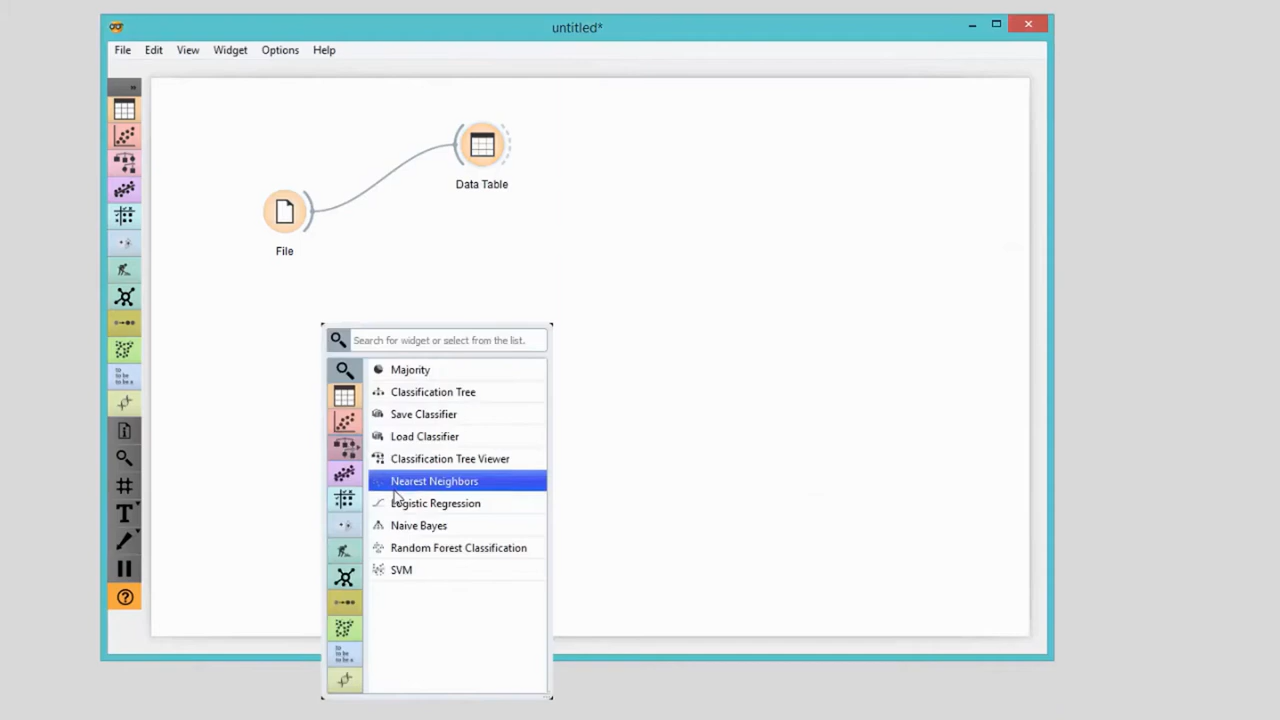 untitled*
File Edit View Widget Options Help
Data Table
File
Search for widget or select from the list.
Majority
Classification Tree
Save Classifier
Load Classifier
Classification Tree Viewer
Nearest Neighbors
Logistic Regression
Naive Bayes
Random Forest Classification
SVM